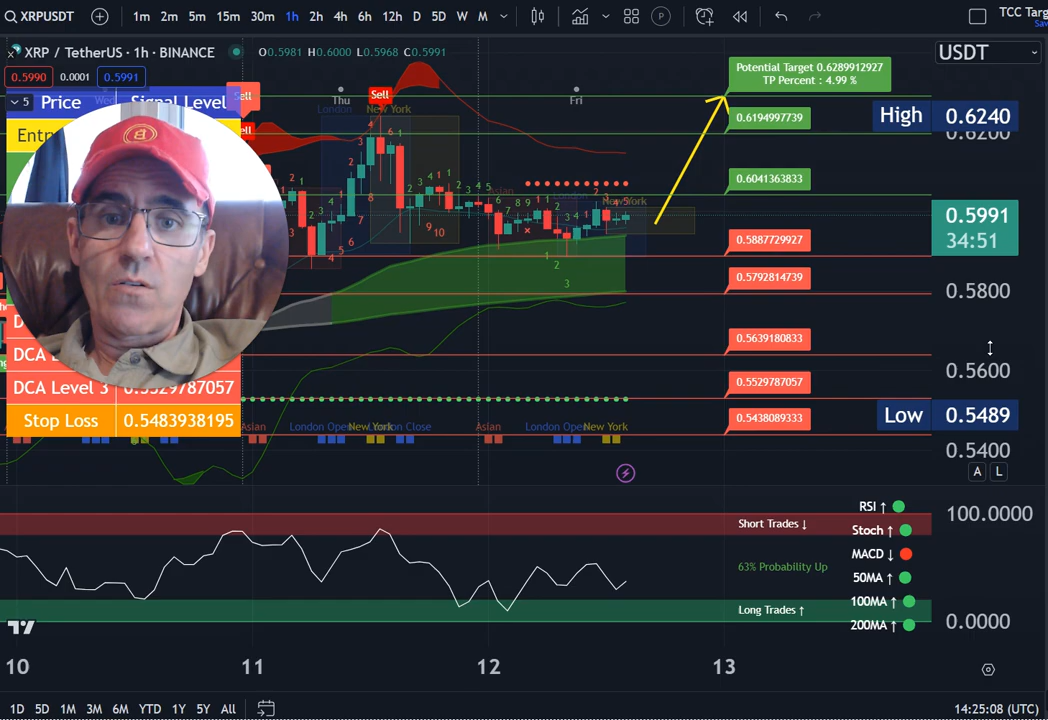 XRPUSDT
1m 2m 5m 15m 30m 1h 2h 4h 6h 12h D 5D W M
TCC Targ
XRP / TetherUS · 1h · BINANCE O0.5981 H0.6000 L0.5968 C0.5991
USDT
0.5990 0.0001 0.5991
5 Price Signal Level
Sell
Sell
Thu
Fri
London New York
Asian
New York
Potential Target 0.6289912927
TP Percent : 4.99 %
0.6194997739
0.6041363833
0.5887729927
0.5792814739
0.5639180833
0.5529787057
0.5438089333
High 0.6240
0.6200
0.5991
34:51
0.5800
0.5600
Low 0.5489
0.5400
A L
DCA Level 3 0.5529787057
Stop Loss 0.5483938195
Asian London Open New York London Close Asian London Open New York
RSI ↑
Stoch ↑
MACD ↓
50MA ↑
100MA ↑
200MA ↑
Short Trades ↓
63% Probability Up
Long Trades ↑
100.0000
0.0000
10 11 12 13
1D 5D 1M 3M 6M YTD 1Y 5Y All
14:25:08 (UTC)